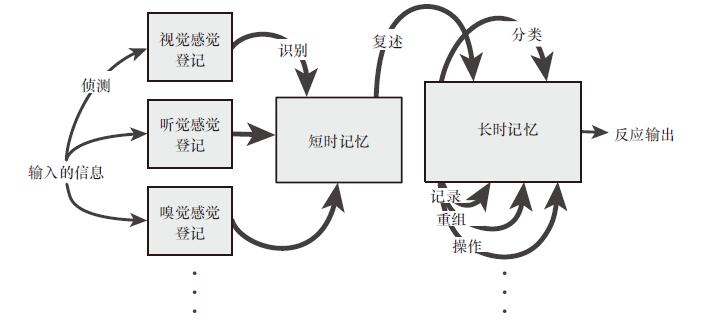 视觉感觉
登记
识别
复述
分类
侦测
听觉感觉
登记
短时记忆
长时记忆
反应输出
输入的信息
嗅觉感觉
登记
记录
重组
操作